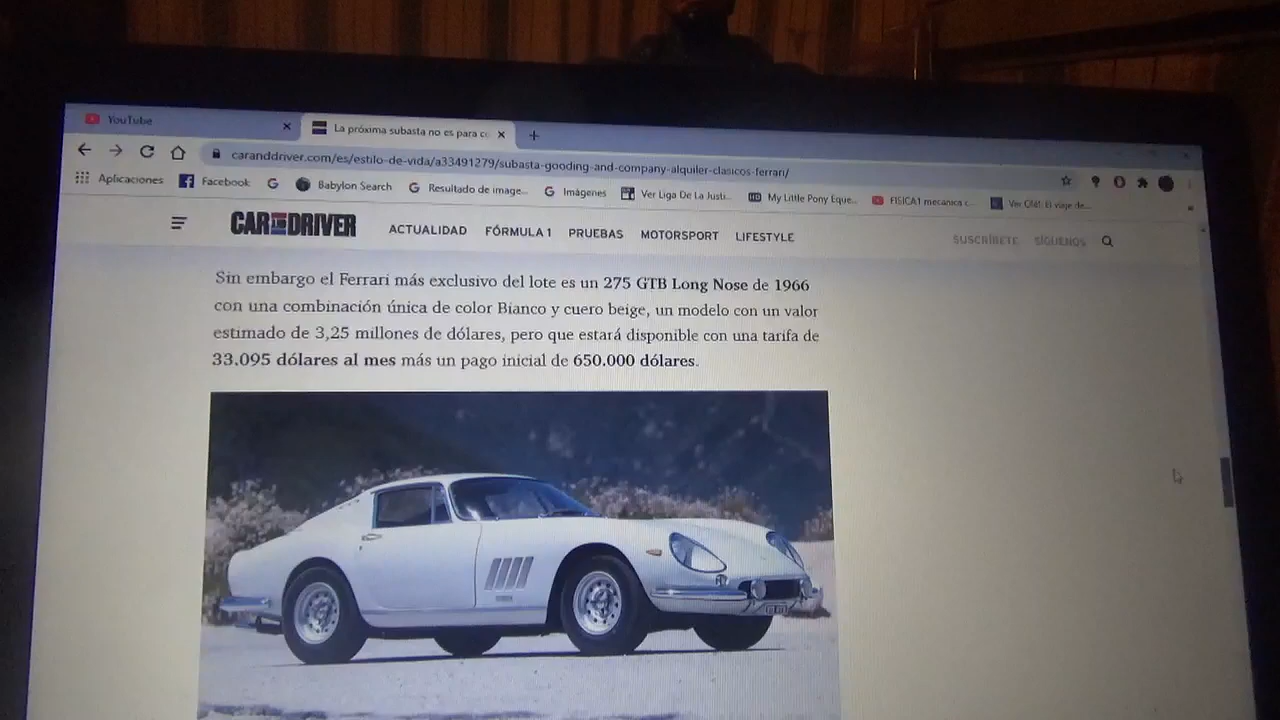 YouTube
La próxima subasta no es para c
caranddriver.com/es/estilo-de-vida/a33491279/subasta-gooding-and-company-alquiler-clasicos-ferrari/
Aplicaciones Facebook Babylon Search Resultado de image... Imágenes Ver Liga De La Justi... My Little Pony Eque... FISICA1 mecanica c... Ver Olé!: El viaje de...
CAR AND DRIVER ACTUALIDAD FÓRMULA 1 PRUEBAS MOTORSPORT LIFESTYLE SUSCRÍBETE SÍGUENOS
Sin embargo el Ferrari más exclusivo del lote es un 275 GTB Long Nose de 1966
con una combinación única de color Bianco y cuero beige, un modelo con un valor
estimado de 3,25 millones de dólares, pero que estará disponible con una tarifa de
33.095 dólares al mes más un pago inicial de 650.000 dólares.